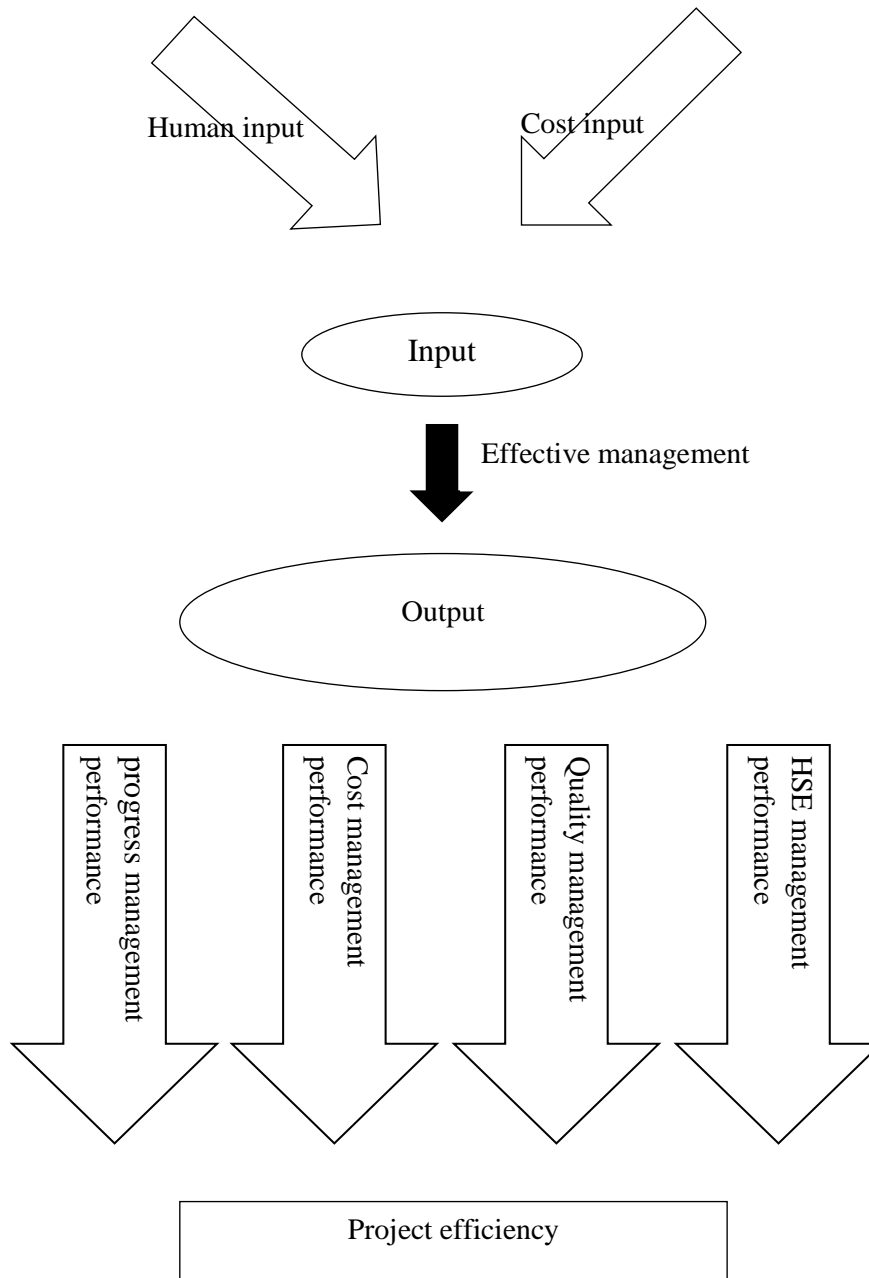 Human input
Cost input
Input
Effective management
Output
progress management
performance
Cost management
performance
Quality management
performance
HSE management
performance
Project efficiency